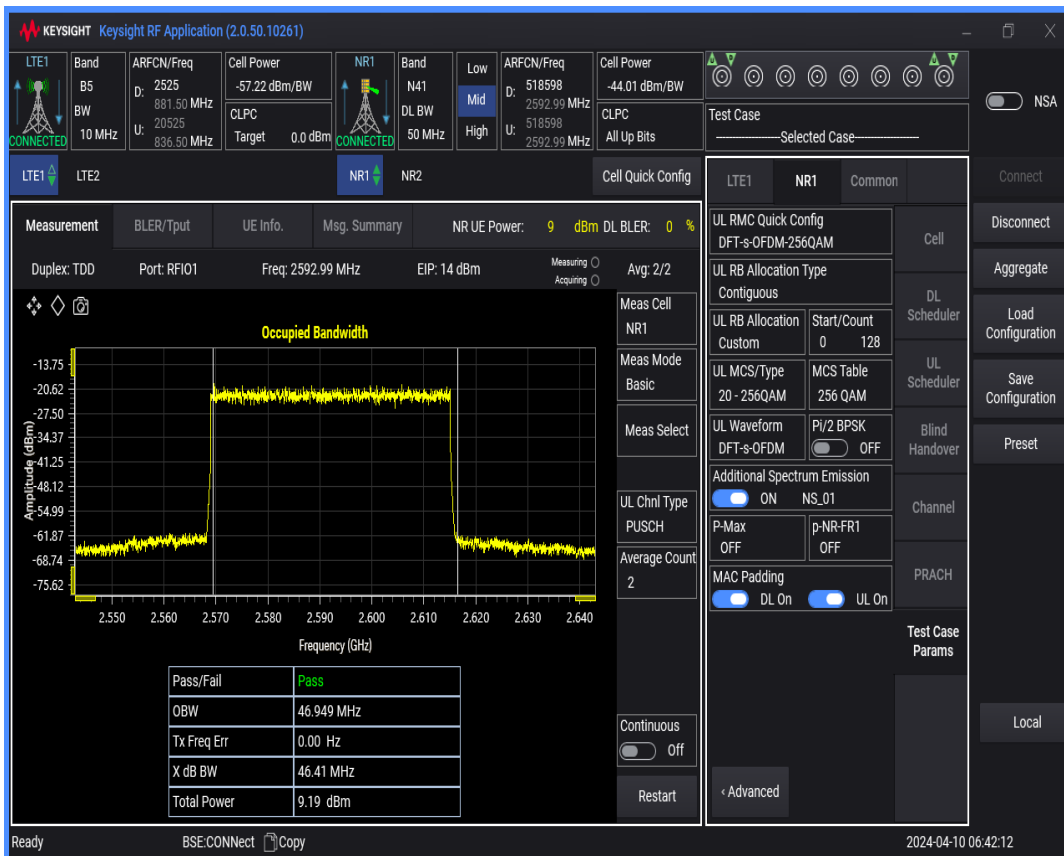 KEYSIGHT Keysight RF Application (2.0.50.10261)
LTE1 Band ARFCN/Freq Cell Power NR1 Band Low ARFCN/Freq Cell Power
B5 D: 2525 -57.22 dBm/BW N41 D: 518598 -44.01 dBm/BW
881.50 MHz Mid 2592.99 MHz
BW U: 20525 CLPC DL BW U: 518598 CLPC Test Case
CONNECTED 10 MHz 836.50 MHz Target 0.0 dBm CONNECTED 50 MHz High 2592.99 MHz All Up Bits --------------------Selected Case------------------
NSA
LTE1 LTE2 NR1 NR2 Cell Quick Config LTE1 NR1 Common Connect
Measurement BLER/Tput UE Info. Msg. Summary NR UE Power: 9 dBm DL BLER: 0 %
Duplex: TDD Port: RFIO1 Freq: 2592.99 MHz EIP: 14 dBm Measuring Acquiring Avg: 2/2
Occupied Bandwidth
Amplitude (dBm)
-13.75
-20.62
-27.50
-34.37
-41.25
-48.12
-54.99
-61.87
-68.74
-75.62
2.550 2.560 2.570 2.580 2.590 2.600 2.610 2.620 2.630 2.640
Frequency (GHz)
Pass/Fail Pass
OBW 46.949 MHz
Tx Freq Err 0.00 Hz
X dB BW 46.41 MHz
Total Power 9.19 dBm
Meas Cell
NR1
Meas Mode
Basic
Meas Select
UL Chnl Type
PUSCH
Average Count
2
Continuous
Off
Restart
UL RMC Quick Config
DFT-s-OFDM-256QAM
UL RB Allocation Type
Contiguous
UL RB Allocation Start/Count
Custom 0 128
UL MCS/Type MCS Table
20 - 256QAM 256 QAM
UL Waveform Pi/2 BPSK
DFT-s-OFDM OFF
Additional Spectrum Emission
ON NS_01
P-Max p-NR-FR1
OFF OFF
MAC Padding
DL On UL On
‹ Advanced
Cell
DL
Scheduler
UL
Scheduler
Blind
Handover
Channel
PRACH
Test Case
Params
Disconnect
Aggregate
Load
Configuration
Save
Configuration
Preset
Local
Ready BSE:CONNect Copy 2024-04-10 06:42:12